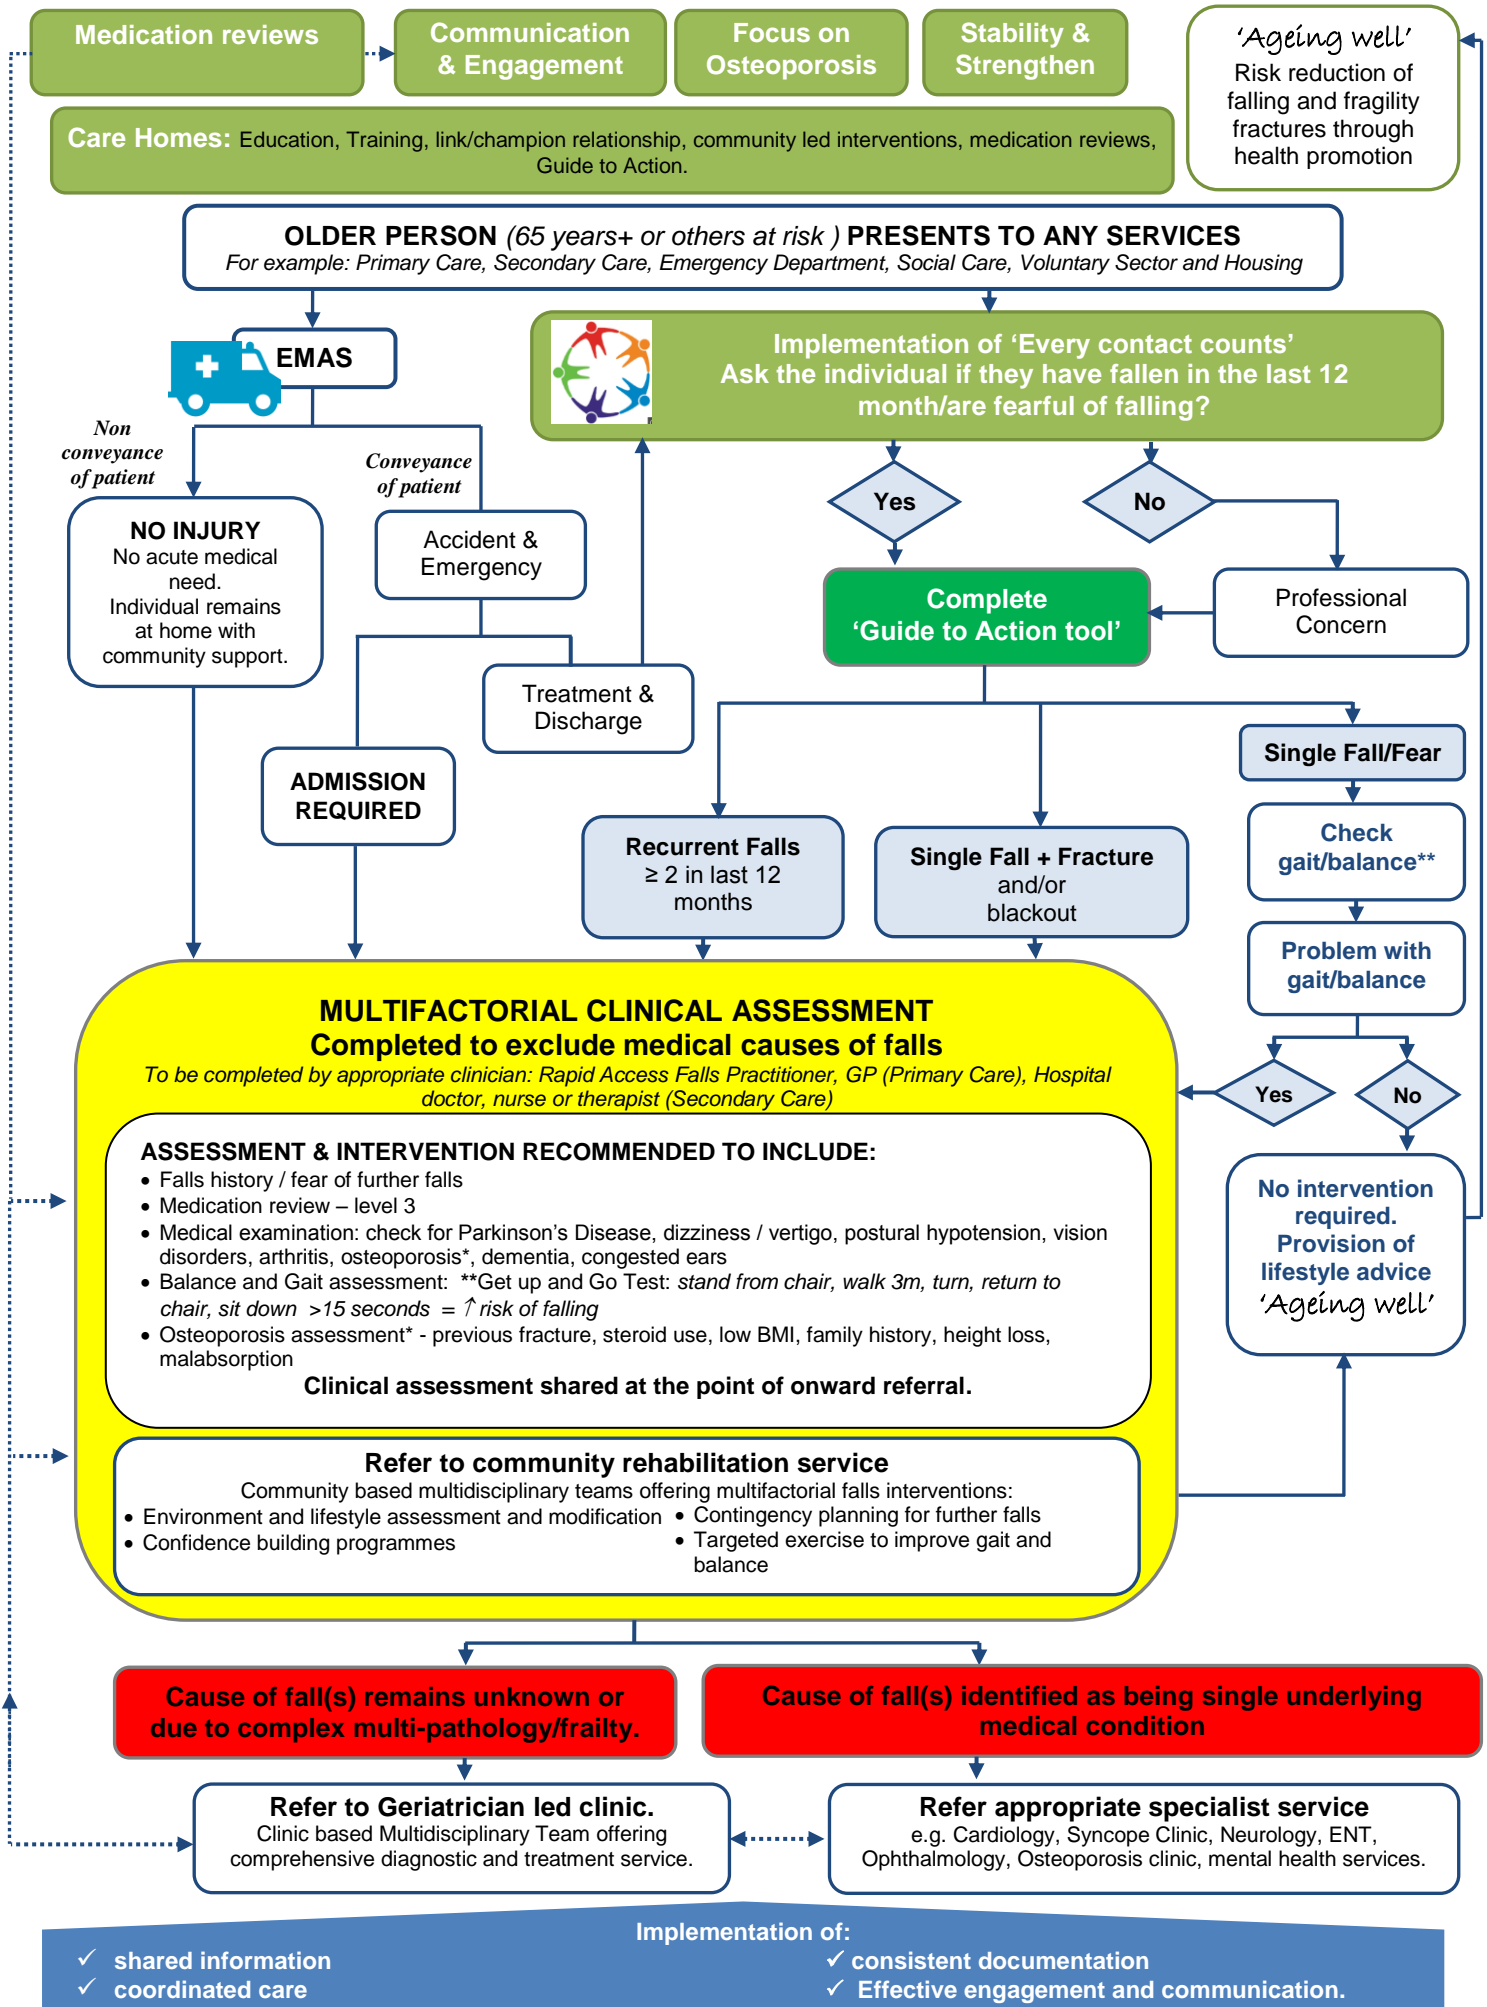 Medication reviews
Communication
& Engagement
Focus on
Osteoporosis
Stability &
Strengthen
‘Ageing well’
Risk reduction of
falling and fragility
fractures through
health promotion
Care Homes: Education, Training, link/champion relationship, community led interventions, medication reviews,
Guide to Action.
OLDER PERSON (65 years+ or others at risk ) PRESENTS TO ANY SERVICES
For example: Primary Care, Secondary Care, Emergency Department, Social Care, Voluntary Sector and Housing
EMAS
Implementation of ‘Every contact counts’
Ask the individual if they have fallen in the last 12
month/are fearful of falling?
Non
conveyance
of patient
Conveyance
of patient
Yes
No
NO INJURY
No acute medical
need.
Individual remains
at home with
community support.
Accident &
Emergency
Complete
‘Guide to Action tool’
Professional
Concern
Treatment &
Discharge
ADMISSION
REQUIRED
Single Fall/Fear
Recurrent Falls
≥ 2 in last 12
months
Single Fall + Fracture
and/or
blackout
Check
gait/balance**
Problem with
gait/balance
Yes
No
MULTIFACTORIAL CLINICAL ASSESSMENT
Completed to exclude medical causes of falls
To be completed by appropriate clinician: Rapid Access Falls Practitioner, GP (Primary Care), Hospital
doctor, nurse or therapist (Secondary Care)
ASSESSMENT & INTERVENTION RECOMMENDED TO INCLUDE:
• Falls history / fear of further falls
• Medication review – level 3
• Medical examination: check for Parkinson’s Disease, dizziness / vertigo, postural hypotension, vision
disorders, arthritis, osteoporosis*, dementia, congested ears
• Balance and Gait assessment: **Get up and Go Test: stand from chair, walk 3m, turn, return to
chair, sit down >15 seconds = ↑ risk of falling
• Osteoporosis assessment* - previous fracture, steroid use, low BMI, family history, height loss,
malabsorption
Clinical assessment shared at the point of onward referral.
No intervention
required.
Provision of
lifestyle advice
‘Ageing well’
Refer to community rehabilitation service
Community based multidisciplinary teams offering multifactorial falls interventions:
• Environment and lifestyle assessment and modification
• Confidence building programmes
• Contingency planning for further falls
• Targeted exercise to improve gait and
balance
Cause of fall(s) remains unknown or
due to complex multi-pathology/frailty.
Cause of fall(s) identified as being single underlying
medical condition
Refer to Geriatrician led clinic.
Clinic based Multidisciplinary Team offering
comprehensive diagnostic and treatment service.
Refer appropriate specialist service
e.g. Cardiology, Syncope Clinic, Neurology, ENT,
Ophthalmology, Osteoporosis clinic, mental health services.
Implementation of:
✓ shared information
✓ coordinated care
✓ consistent documentation
✓ Effective engagement and communication.